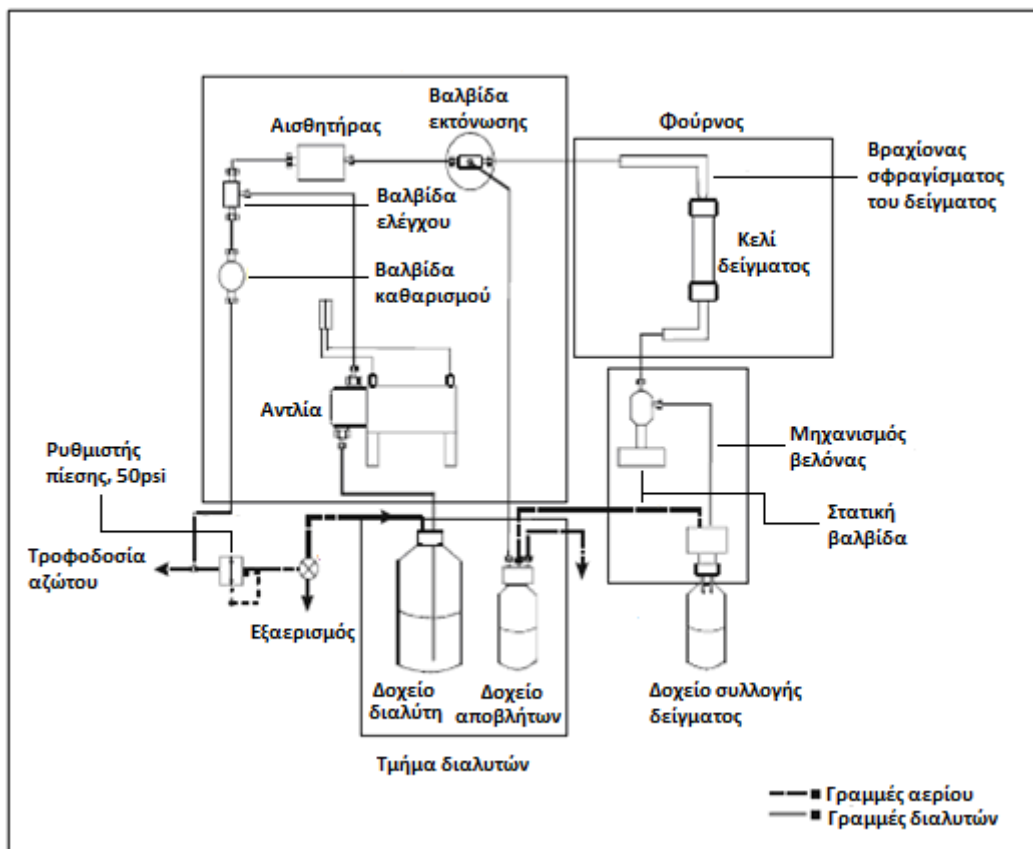 Βαλβίδα
εκτόνωσης
Αισθητήρας
Φούρνος
Βραχίονας
σφραγίσματος
του δείγματος
Βαλβίδα
ελέγχου
Κελί
δείγματος
Βαλβίδα
καθαρισμού
Αντλία
Μηχανισμός
βελόνας
Ρυθμιστής
πίεσης, 50psi
Στατική
βαλβίδα
Τροφοδοσία
αζώτου
Εξαερισμός
Δοχείο
διαλύτη
Δοχείο
αποβλήτων
Δοχείο συλλογής
δείγματος
Τμήμα διαλυτών
Γραμμές αερίου
Γραμμές διαλυτών